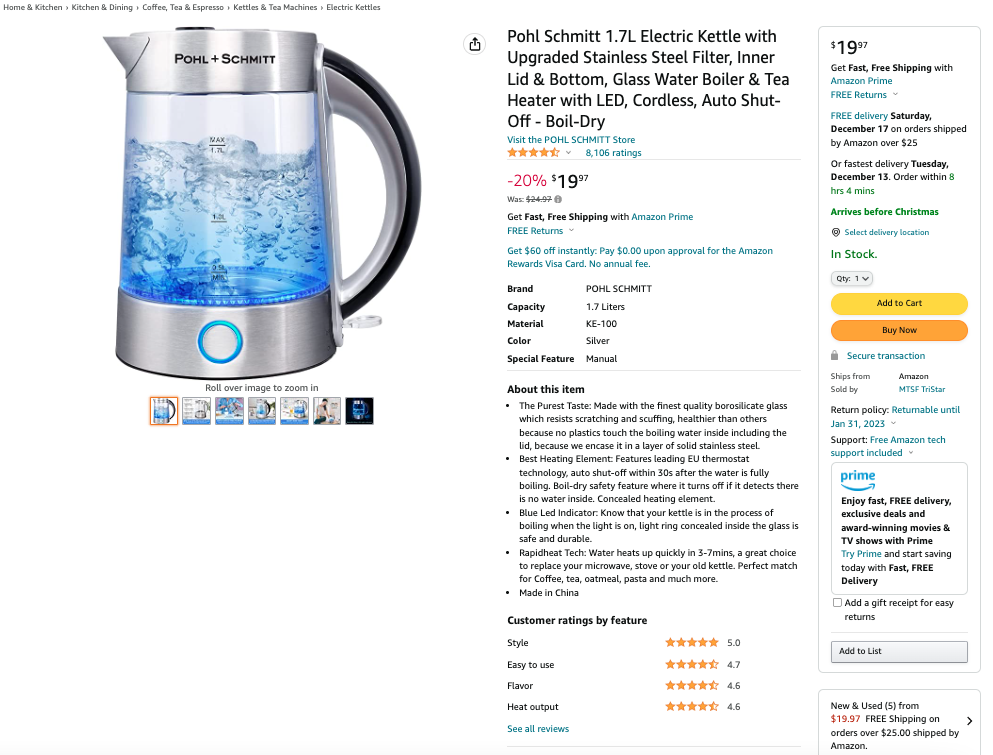 Home & Kitchen › Kitchen & Dining › Coffee, Tea & Espresso › Kettles & Tea Machines › Electric Kettles
POHL + SCHMITT
MAX
1.7L
1.0L
0.5L
MIN
Roll over image to zoom in
Pohl Schmitt 1.7L Electric Kettle with
Upgraded Stainless Steel Filter, Inner
Lid & Bottom, Glass Water Boiler & Tea
Heater with LED, Cordless, Auto Shut-
Off - Boil-Dry
Visit the POHL SCHMITT Store
8,106 ratings
-20% $19 97
Was: $24.97
Get Fast, Free Shipping with Amazon Prime
FREE Returns
Get $60 off instantly: Pay $0.00 upon approval for the Amazon
Rewards Visa Card. No annual fee.
Brand POHL SCHMITT
Capacity 1.7 Liters
Material KE-100
Color Silver
Special Feature Manual
About this item
• The Purest Taste: Made with the finest quality borosilicate glass
which resists scratching and scuffing, healthier than others
because no plastics touch the boiling water inside including the
lid, because we encase it in a layer of solid stainless steel.
• Best Heating Element: Features leading EU thermostat
technology, auto shut-off within 30s after the water is fully
boiling. Boil-dry safety feature where it turns off if it detects there
is no water inside. Concealed heating element.
• Blue Led Indicator: Know that your kettle is in the process of
boiling when the light is on, light ring concealed inside the glass is
safe and durable.
• Rapidheat Tech: Water heats up quickly in 3-7mins, a great choice
to replace your microwave, stove or your old kettle. Perfect match
for Coffee, tea, oatmeal, pasta and much more.
• Made in China
Customer ratings by feature
Style 5.0
Easy to use 4.7
Flavor 4.6
Heat output 4.6
See all reviews
$19 97
Get Fast, Free Shipping with
Amazon Prime
FREE Returns
FREE delivery Saturday,
December 17 on orders shipped
by Amazon over $25
Or fastest delivery Tuesday,
December 13. Order within 8
hrs 4 mins
Arrives before Christmas
Select delivery location
In Stock.
Qty: 1
Add to Cart
Buy Now
Secure transaction
Ships from Amazon
Sold by MTSF TriStar
Return policy: Returnable until
Jan 31, 2023
Support: Free Amazon tech
support included
prime
Enjoy fast, FREE delivery,
exclusive deals and
award-winning movies &
TV shows with Prime
Try Prime and start saving
today with Fast, FREE
Delivery
Add a gift receipt for easy
returns
Add to List
New & Used (5) from
$19.97 FREE Shipping on
orders over $25.00 shipped by
Amazon.